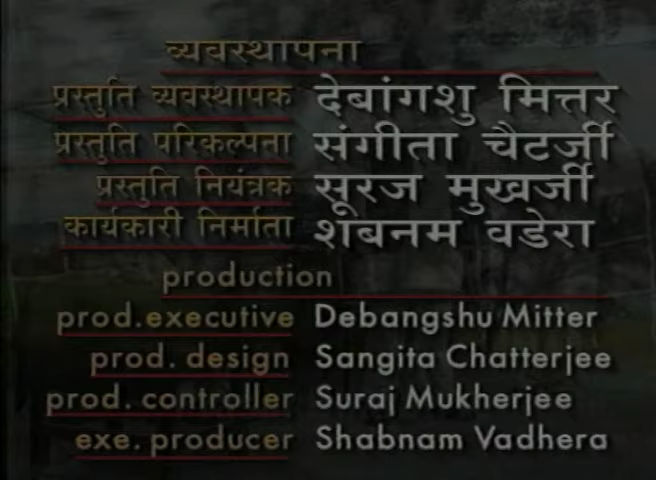 व्यवस्थापना
प्रस्तुति व्यवस्थापक देबांगशु मित्तर
प्रस्तुति परिकल्पना संगीता चैटर्जी
प्रस्तुति नियंत्रक सूरज मुखर्जी
कार्यकारी निर्माता शबनम वडेरा
production
prod.executive Debangshu Mitter
prod. design Sangita Chatterjee
prod. controller Suraj Mukherjee
exe. producer Shabnam Vadhera